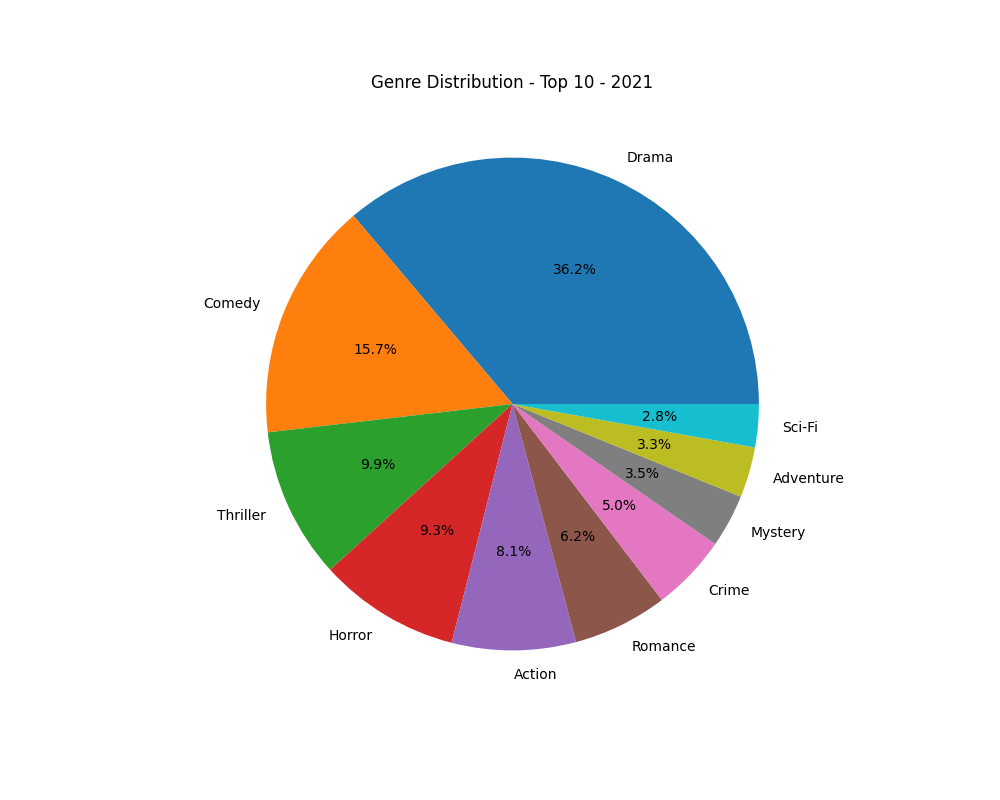 Genre Distribution - Top 10 - 2021
Drama
36.2%
Comedy
15.7%
Thriller
9.9%
Horror
9.3%
Action
8.1%
Romance
6.2%
Crime
5.0%
Mystery
3.5%
Adventure
3.3%
Sci-Fi
2.8%